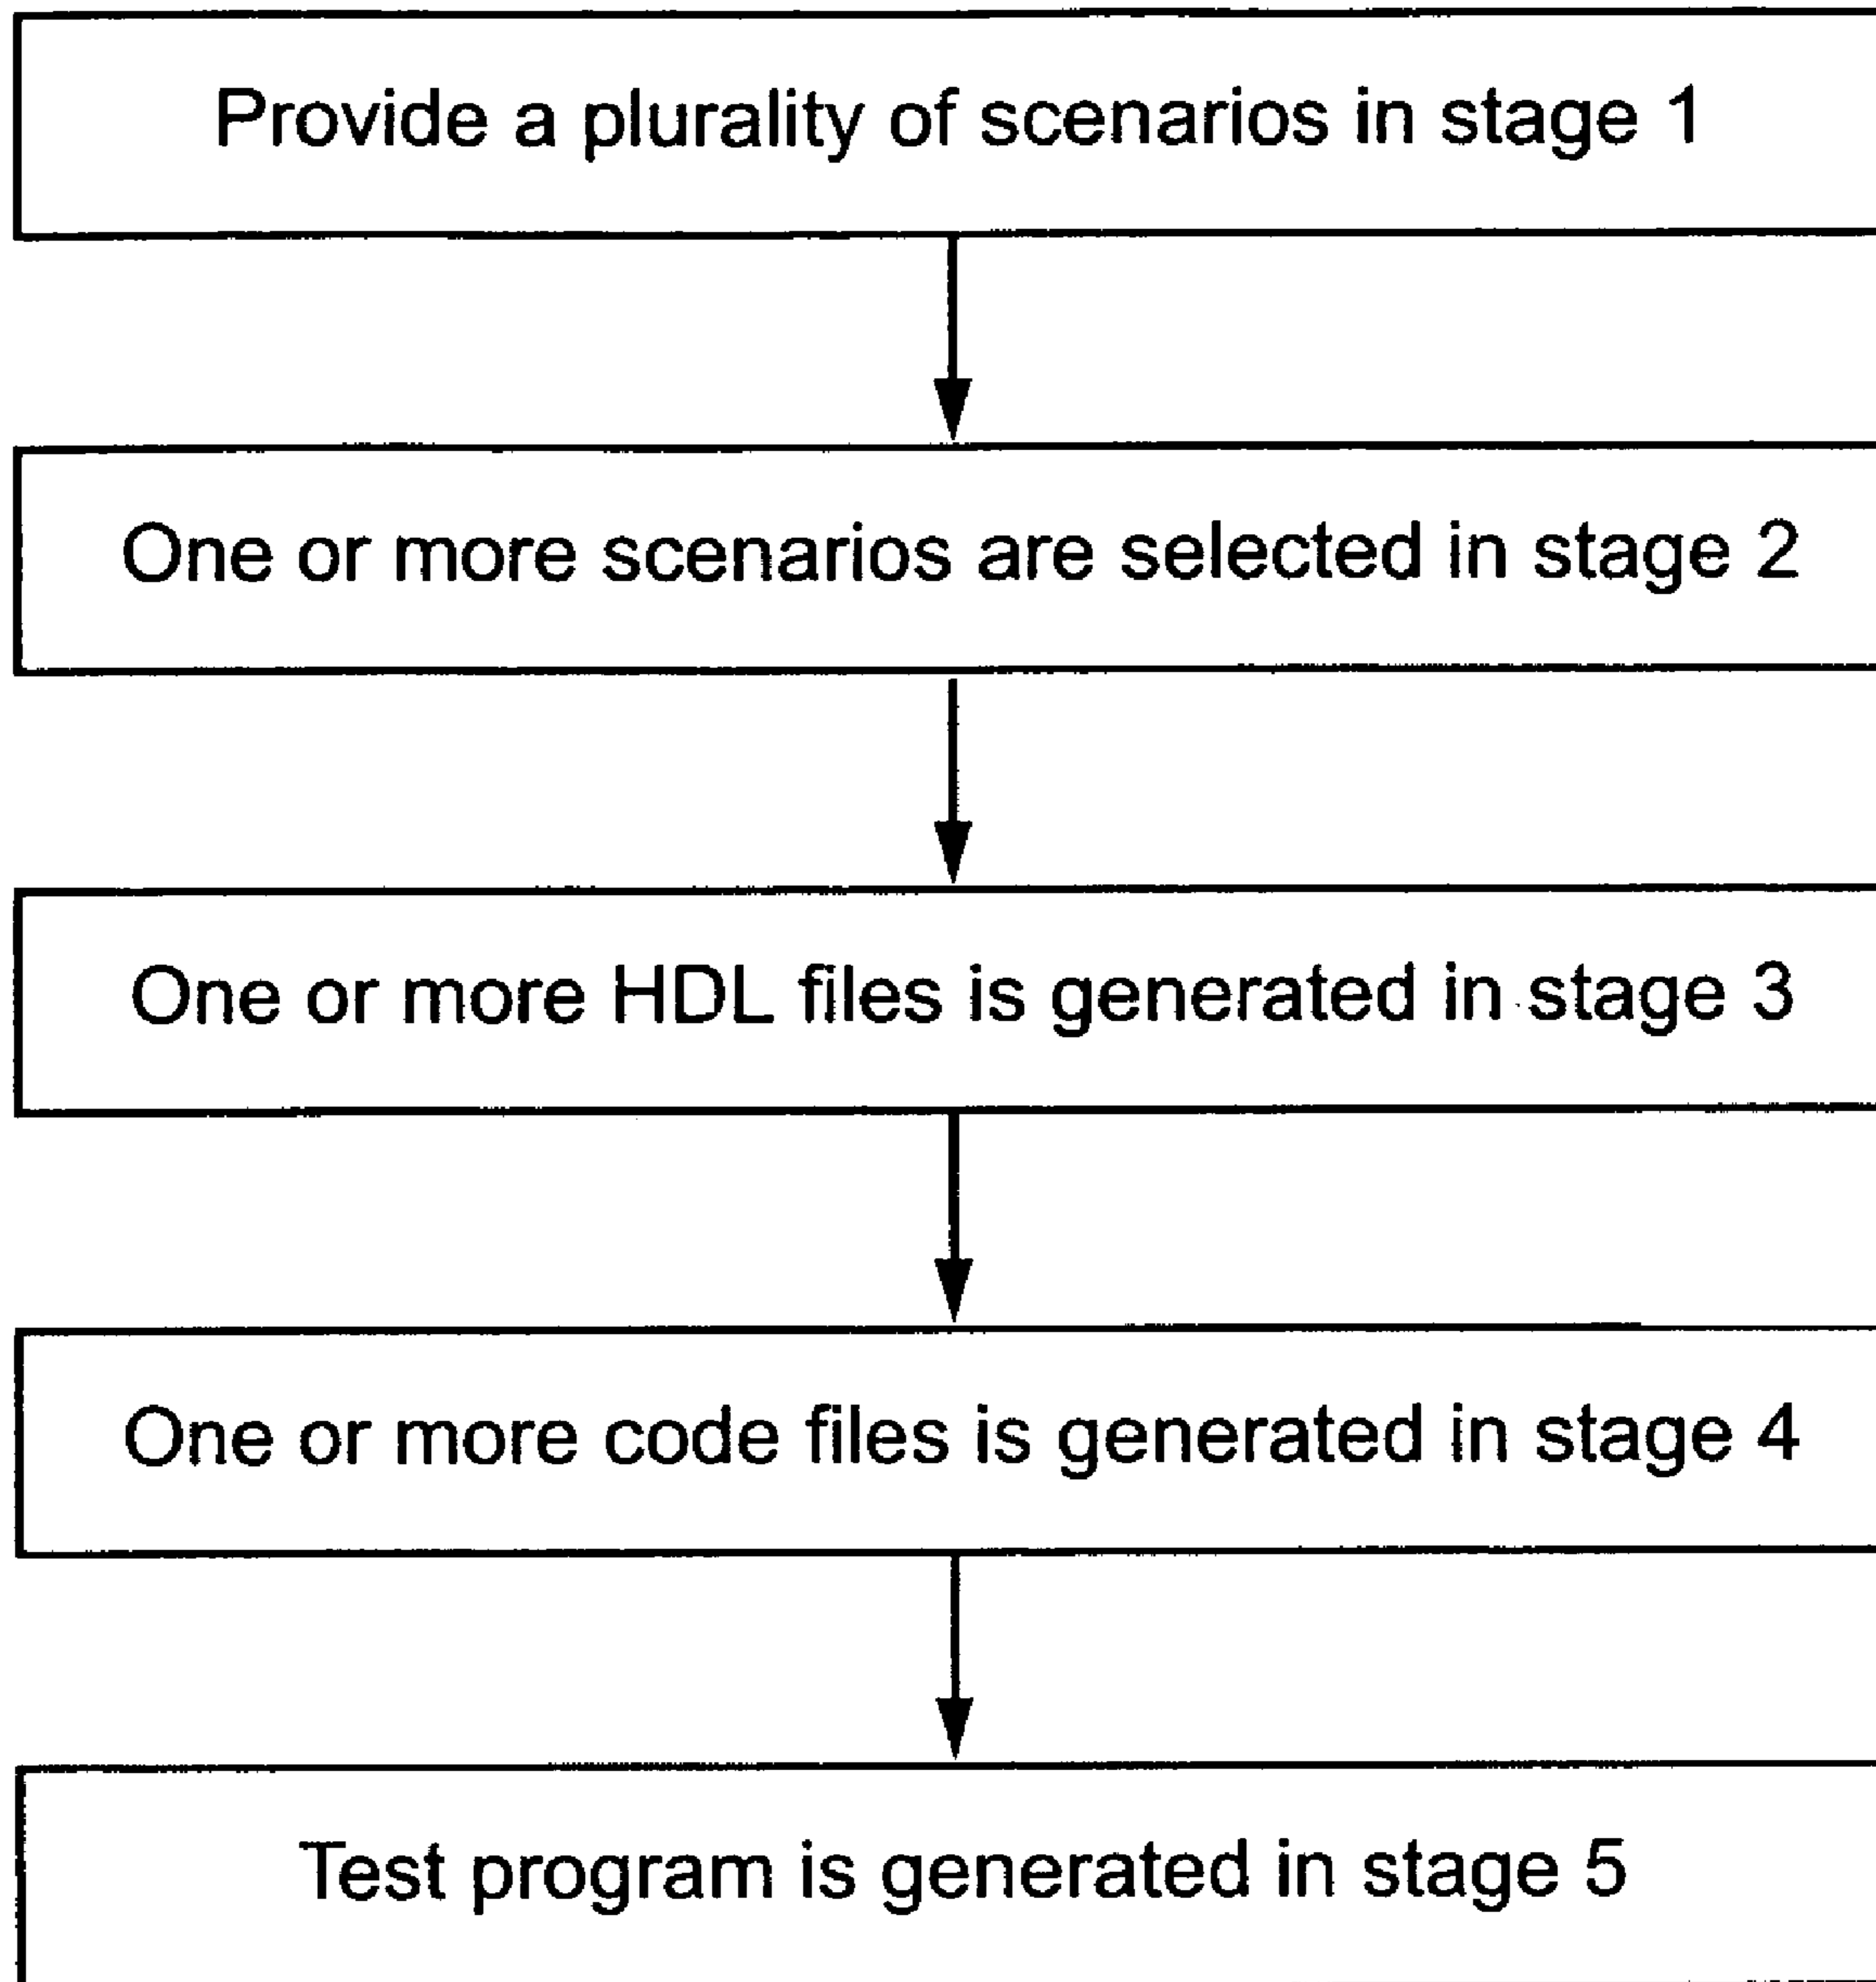 Provide a plurality of scenarios in stage 1
One or more scenarios are selected in stage 2
One or more HDL files is generated in stage 3
One or more code files is generated in stage 4
Test program is generated in stage 5